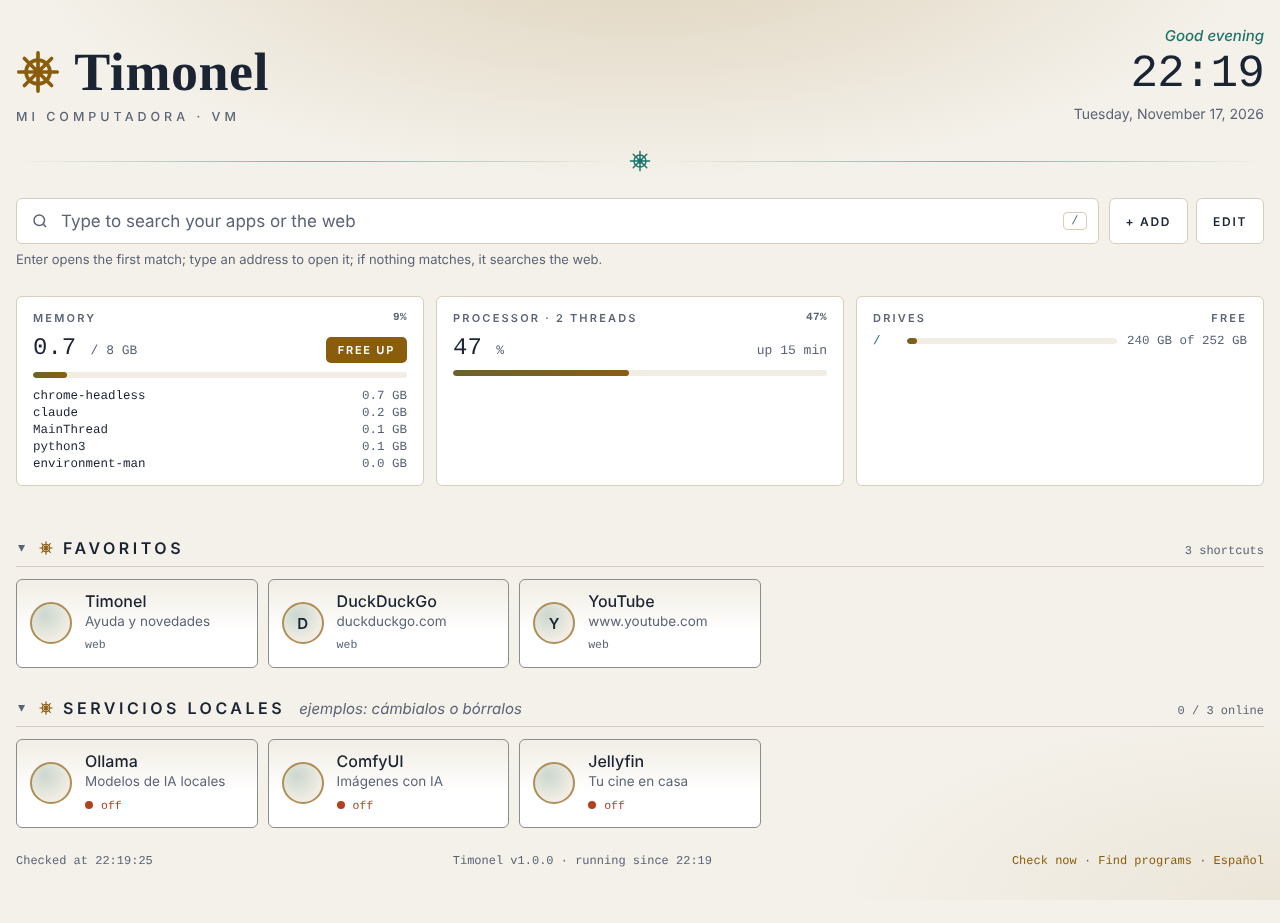 Timonel
MI COMPUTADORA · VM
Good evening
22:19
Tuesday, November 17, 2026
Type to search your apps or the web
/
+ ADD
EDIT
Enter opens the first match; type an address to open it; if nothing matches, it searches the web.
MEMORY 9%
0.7 / 8 GB FREE UP
chrome-headless 0.7 GB
claude 0.2 GB
MainThread 0.1 GB
python3 0.1 GB
environment-man 0.0 GB
PROCESSOR · 2 THREADS 47%
47 % up 15 min
DRIVES FREE
/ 240 GB of 252 GB
▼ FAVORITOS 3 shortcuts
Timonel
Ayuda y novedades
web
D
DuckDuckGo
duckduckgo.com
web
Y
YouTube
www.youtube.com
web
▼ SERVICIOS LOCALES ejemplos: cámbialos o bórralos 0 / 3 online
Ollama
Modelos de IA locales
off
ComfyUI
Imágenes con IA
off
Jellyfin
Tu cine en casa
off
Checked at 22:19:25 Timonel v1.0.0 · running since 22:19 Check now · Find programs · Español